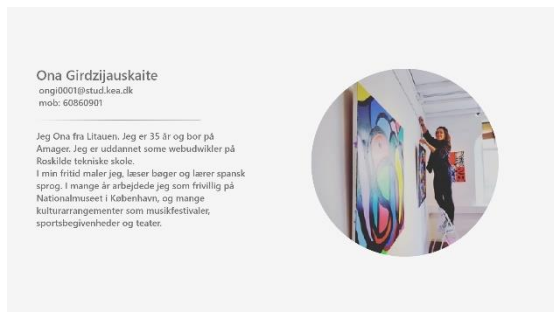 Ona Girdzijauskaite
ongi0001@stud.kea.dk
mob: 60860901
Jeg Ona fra Litauen. Jeg er 35 år og bor på
Amager. Jeg er uddannet some webudwikler på
Roskilde tekniske skole.
I min fritid maler jeg, læser bøger og lærer spansk
sprog. I mange år arbejdede jeg som frivillig på
Nationalmuseet i København, og mange
kulturarrangementer som musikfestivaler,
sportsbegivenheder og teater.